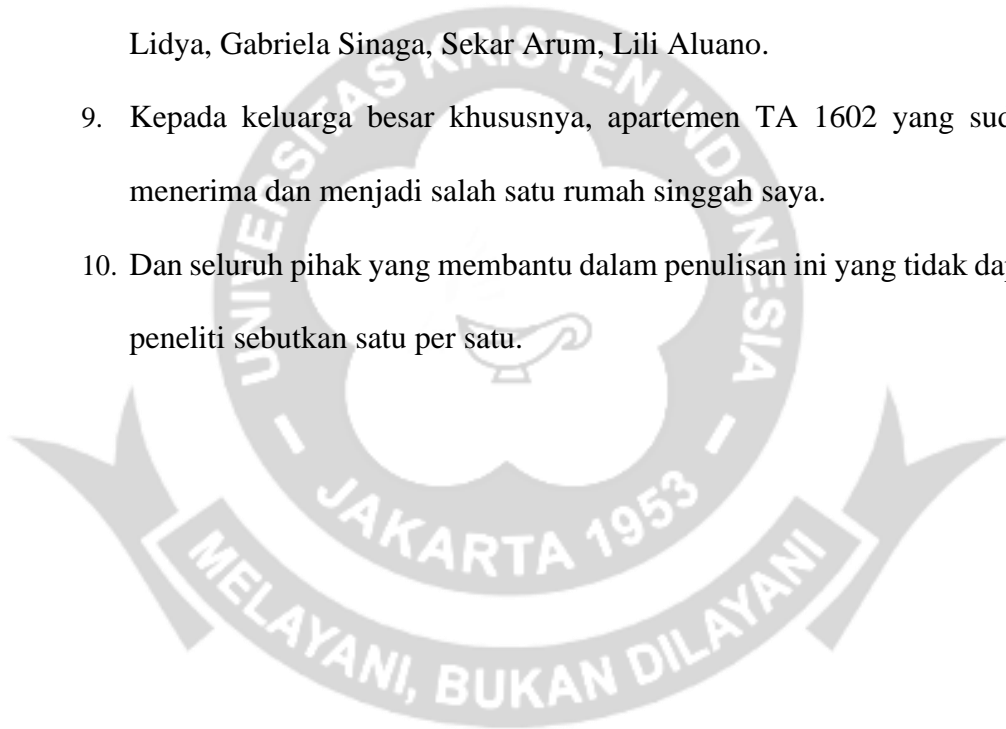 Lidya, Gabriela Sinaga, Sekar Arum, Lili Aluano.
9. Kepada keluarga besar khususnya, apartemen TA 1602 yang
menerima dan menjadi salah satu rumah singgah saya.
10. Dan seluruh pihak yang membantu dalam penulisan ini yang tidak
peneliti sebutkan satu per satu.
UNIVERSITAS KRISTEN INDONESIA
JAKARTA 1953
MELAYANI, BUKAN DILAYANI